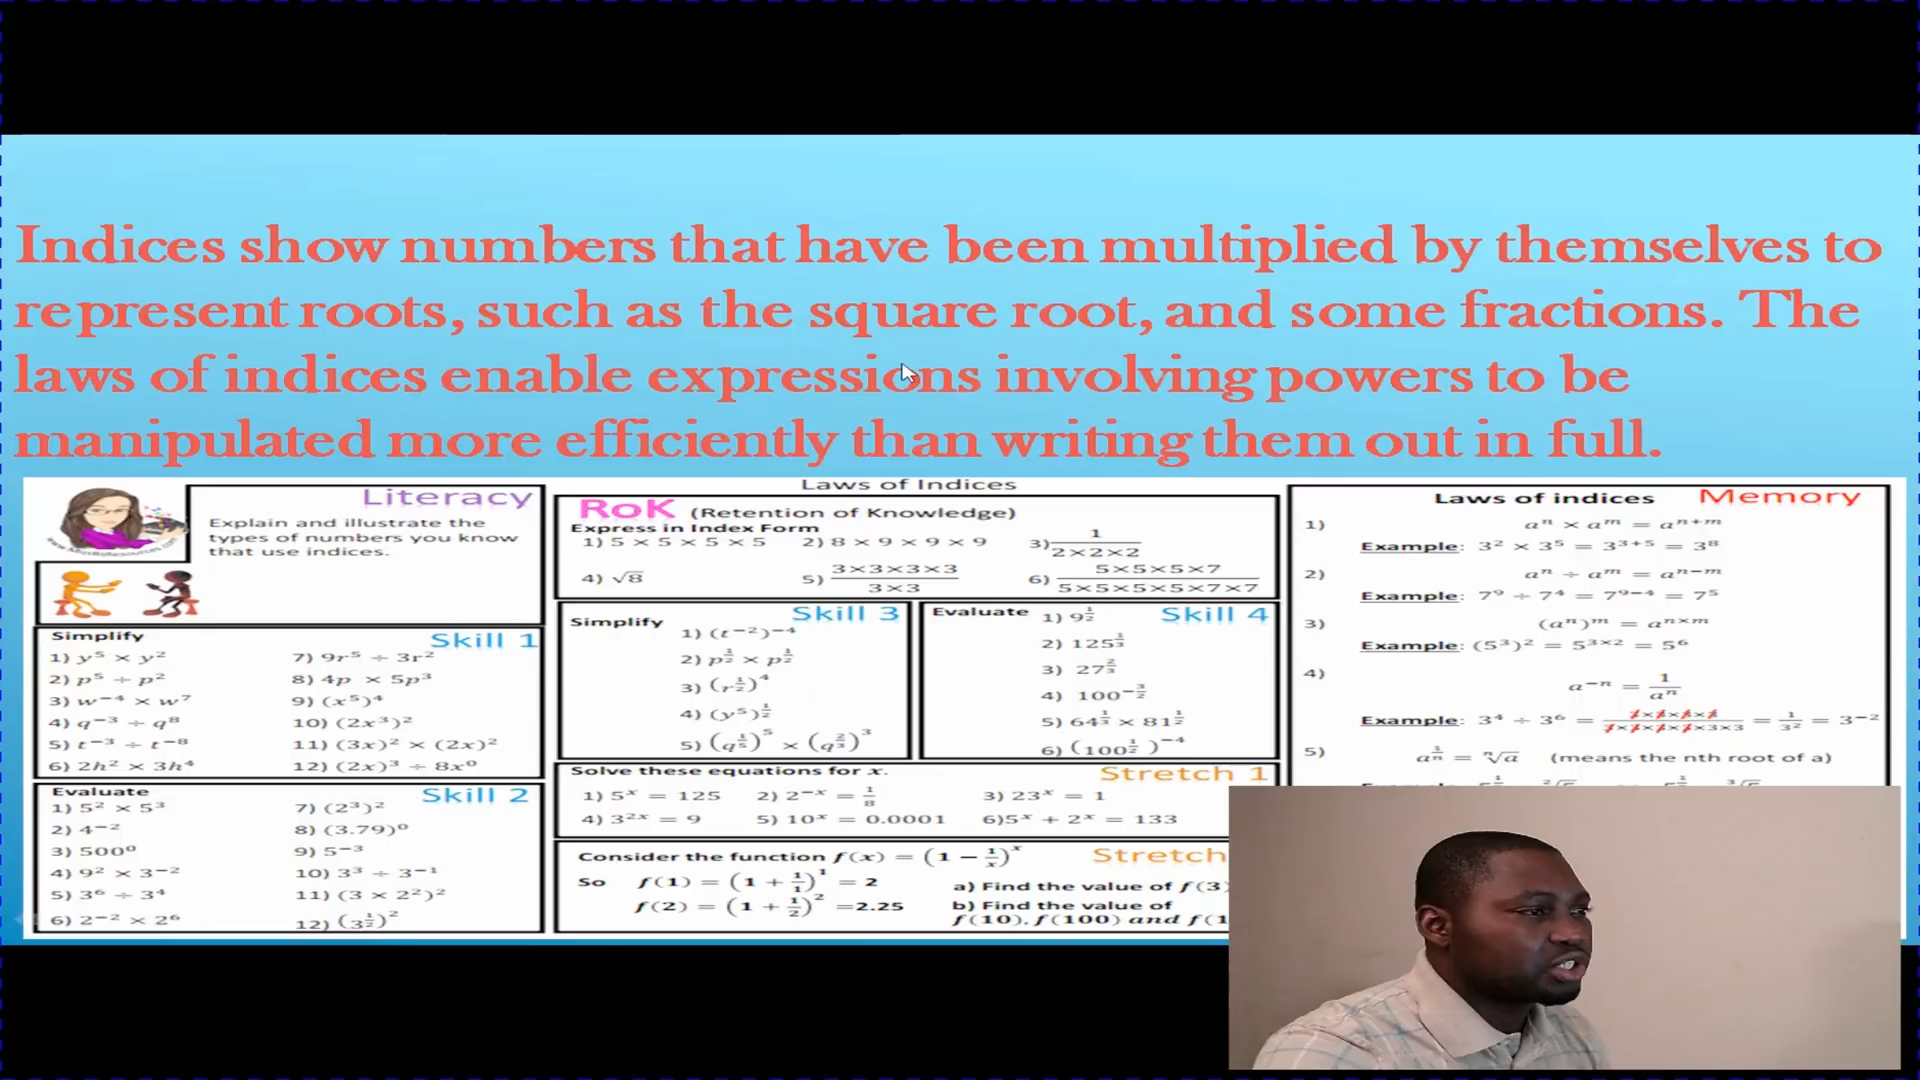 Indices show numbers that have been multiplied by themselves to
represent roots, such as the square root, and some fractions. The
laws of indices enable expressions involving powers to be
manipulated more efficiently than writing them out in full.
Laws of Indices
Literacy
Explain and illustrate the
types of numbers you know
that use indices.
Simplify Skill 1
1) y⁵ × y²
2) p⁵ ÷ p²
3) w⁻⁴ × w⁷
4) q⁻³ ÷ q⁸
5) t⁻³ ÷ t⁻⁸
6) 2h² × 3h⁴
7) 9r⁵ ÷ 3r²
8) 4p × 5p³
9) (x⁵)⁴
10) (2x³)²
11) (3x)² × (2x)²
12) (2x)³ ÷ 8x⁰
Evaluate Skill 2
1) 5² × 5³
2) 4⁻²
3) 500⁰
4) 9² × 3⁻²
5) 3⁶ ÷ 3⁴
6) 2⁻² × 2⁶
7) (2³)²
8) (3.79)⁰
9) 5⁻³
10) 3³ ÷ 3⁻¹
11) (3 × 2²)²
12) (3^½)²
RoK (Retention of Knowledge)
Express in Index Form
1) 5 × 5 × 5 × 5 2) 8 × 9 × 9 × 9 3) 1/(2×2×2)
4) √8 5) (3×3×3×3)/(3×3) 6) (5×5×5×7)/(5×5×5×5×7×7)
Simplify Skill 3
1) (t⁻²)⁻⁴
2) p^½ × p^½
3) (r^½)⁴
4) (y⁵)^½
5) (q^⅕)⁵ × (q^⅔)³
Evaluate Skill 4
1) 9^½
2) 125^⅓
3) 27^⅔
4) 100^(-3/2)
5) 64^⅓ × 81^½
6) (100^½)⁻⁴
Solve these equations for x. Stretch 1
1) 5ˣ = 125 2) 2⁻ˣ = 1/8 3) 23ˣ = 1
4) 3²ˣ = 9 5) 10ˣ = 0.0001 6)5ˣ + 2ˣ = 133
Consider the function f(x) = (1 − 1/x)ˣ Stretch
So f(1) = (1 + 1/1)¹ = 2
f(2) = (1 + 1/2)² =2.25
a) Find the value of f(3
b) Find the value of
f(10), f(100) and f(1
Laws of indices Memory
1) aⁿ × aᵐ = aⁿ⁺ᵐ
Example: 3² × 3⁵ = 3³⁺⁵ = 3⁸
2) aⁿ ÷ aᵐ = aⁿ⁻ᵐ
Example: 7⁹ ÷ 7⁴ = 7⁹⁻⁴ = 7⁵
3) (aⁿ)ᵐ = aⁿˣᵐ
Example: (5³)² = 5³ˣ² = 5⁶
4) a⁻ⁿ = 1/aⁿ
Example: 3⁴ ÷ 3⁶ = = 1/3² = 3⁻²
5) a^(1/n) = ⁿ√a (means the nth root of a)